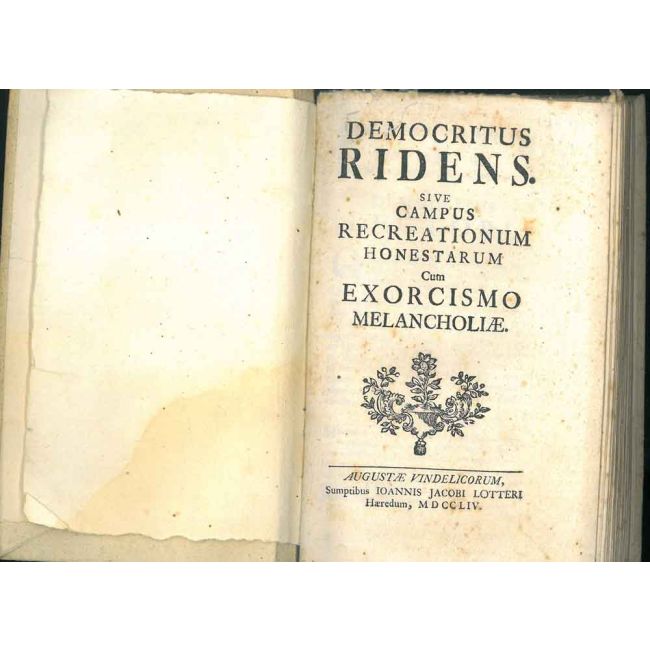 DEMOCRITUS
RIDENS.
SIVE
CAMPUS
RECREATIONUM
HONESTARUM
Cum
EXORCISMO
MELANCHOLIÆ.
AUGUSTÆ VINDELICORUM,
Sumptibus IOANNIS JACOBI LOTTERI
Hæredum, MDCCLIV.